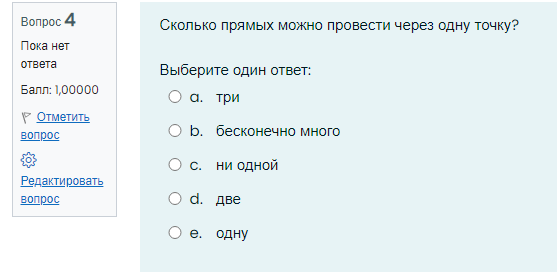 Вопрос 4
Пока нет
ответа
Балл: 1,00000
Отметить
вопрос
Редактировать
вопрос
Сколько прямых можно провести через одну точку?
Выберите один ответ:
a. три
b. бесконечно много
c. ни одной
d. две
e. одну